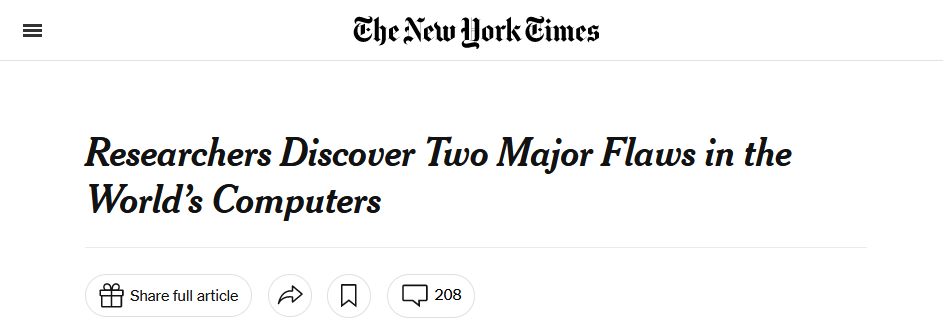 The New York Times
Researchers Discover Two Major Flaws in the
World’s Computers
Share full article
208